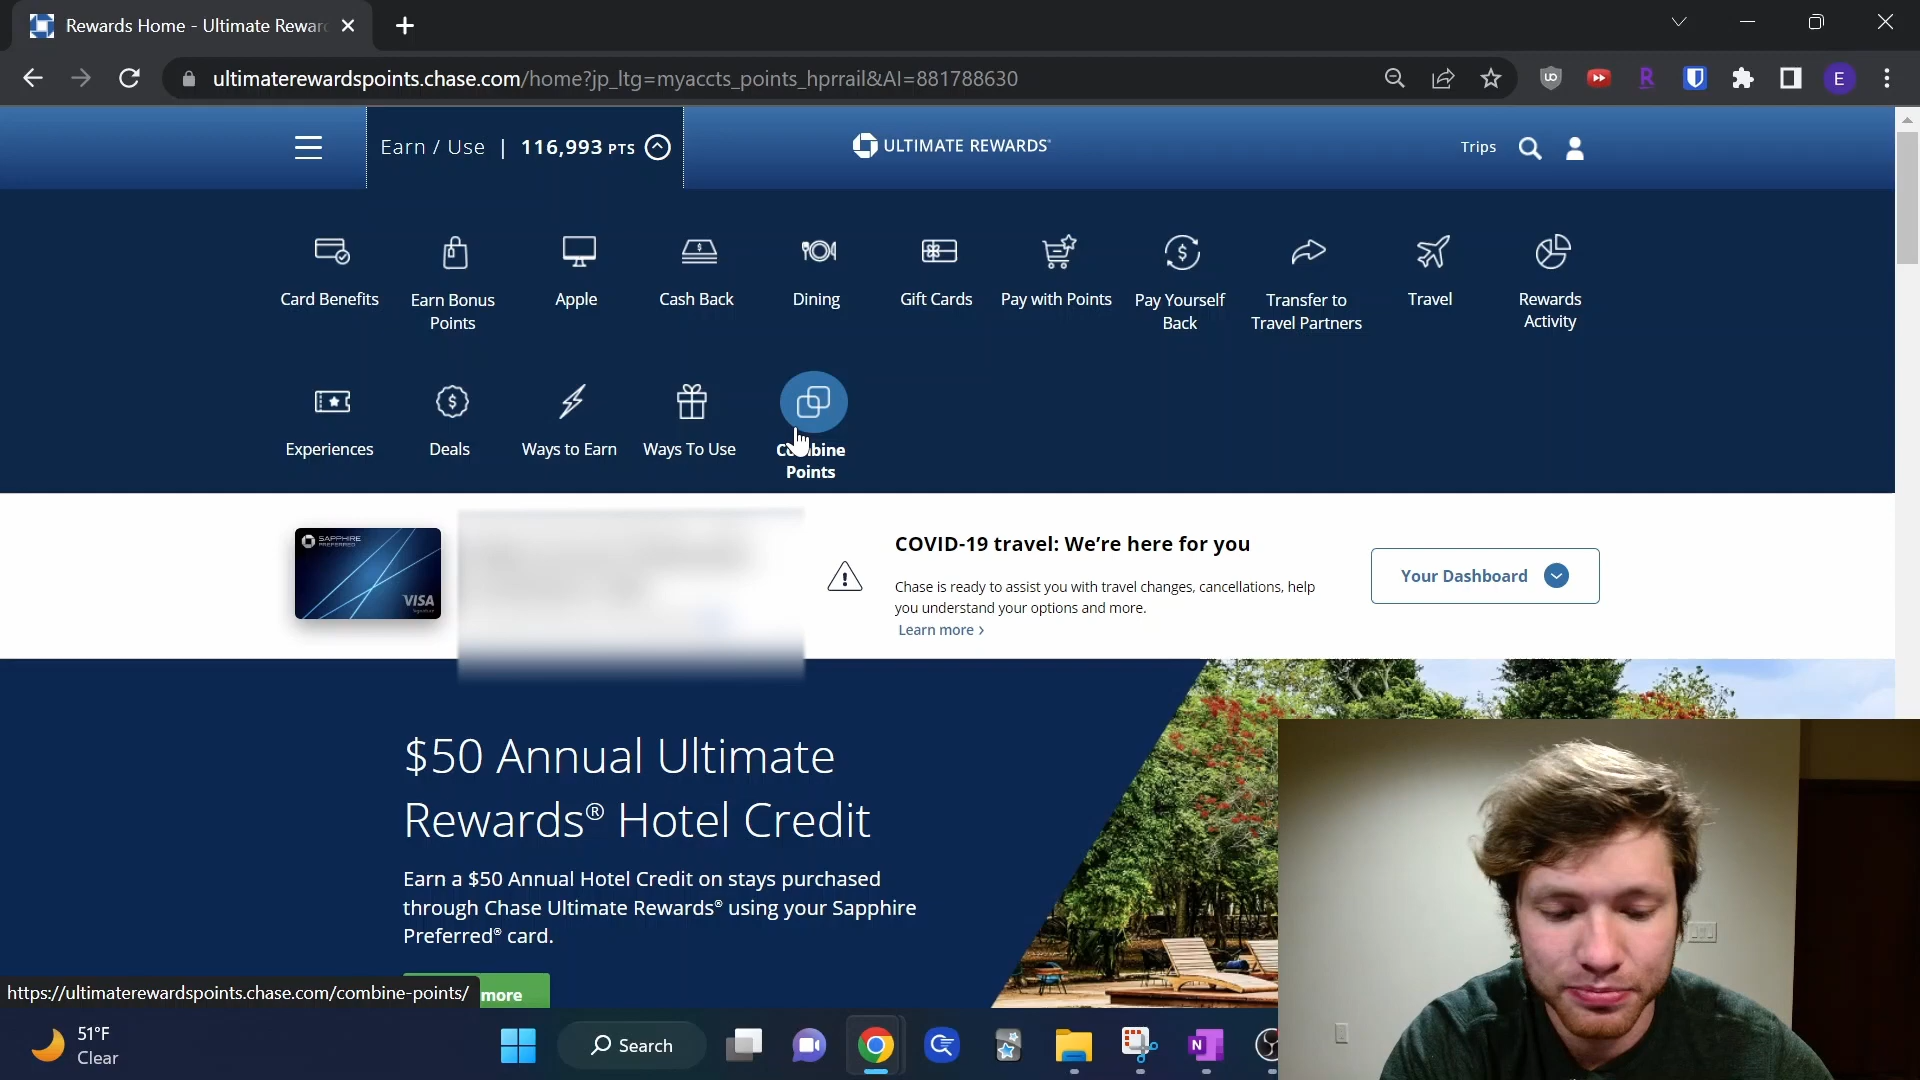 Rewards Home - Ultimate Rewar
ultimaterewardspoints.chase.com/home?jp_ltg=myaccts_points_hprrail&AI=881788630
E
Earn / Use | 116,993 PTS
ULTIMATE REWARDS
Trips
Card Benefits
Earn Bonus
Points
Apple
Cash Back
Dining
Gift Cards
Pay with Points
Pay Yourself
Back
Transfer to
Travel Partners
Travel
Rewards
Activity
Experiences
Deals
Ways to Earn
Ways To Use
Combine
Points
SAPPHIRE
PREFERRED
VISA
COVID-19 travel: We’re here for you
Chase is ready to assist you with travel changes, cancellations, help
you understand your options and more.
Learn more ›
Your Dashboard
$50 Annual Ultimate
Rewards® Hotel Credit
Earn a $50 Annual Hotel Credit on stays purchased
through Chase Ultimate Rewards® using your Sapphire
Preferred® card.
more
https://ultimaterewardspoints.chase.com/combine-points/
51°F
Clear
Search